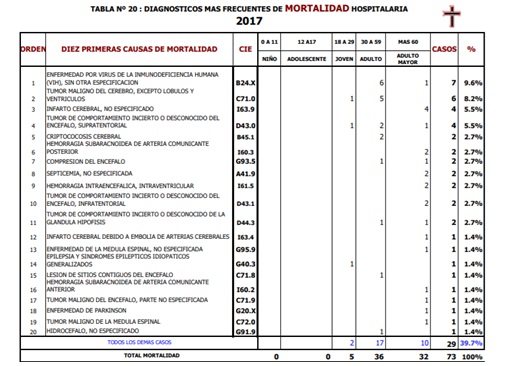 TABLA Nº 20 : DIAGNOSTICOS MAS FRECUENTES DE MORTALIDAD HOSPITALARIA
2017
ORDEN DIEZ PRIMERAS CAUSAS DE MORTALIDAD CIE 0 A 11 12 A17 18 A 29 30 A 59 MAS 60 CASOS %
NIÑO ADOLESCENTE JOVEN ADULTO ADULTO MAYOR
1 ENFERMEDAD POR VIRUS DE LA INMUNODEFICIENCIA HUMANA (VIH), SIN OTRA ESPECIFICACION B24.X 6 1 7 9.6%
2 TUMOR MALIGNO DEL CEREBRO, EXCEPTO LOBULOS Y VENTRICULOS C71.0 1 5 6 8.2%
3 INFARTO CEREBRAL, NO ESPECIFICADO I63.9 4 4 5.5%
4 TUMOR DE COMPORTAMIENTO INCIERTO O DESCONOCIDO DEL ENCEFALO, SUPRATENTORIAL D43.0 1 2 1 4 5.5%
5 CRIPTOCOCOSIS CEREBRAL B45.1 2 2 2.7%
6 HEMORRAGIA SUBARACNOIDEA DE ARTERIA COMUNICANTE POSTERIOR I60.3 2 2 2.7%
7 COMPRESION DEL ENCEFALO G93.5 1 1 2 2.7%
8 SEPTICEMIA, NO ESPECIFICADA A41.9 2 2 2.7%
9 HEMORRAGIA INTRAENCEFALICA, INTRAVENTRICULAR I61.5 2 2 2.7%
10 TUMOR DE COMPORTAMIENTO INCIERTO O DESCONOCIDO DEL ENCEFALO, INFRATENTORIAL D43.1 2 2 2.7%
11 TUMOR DE COMPORTAMIENTO INCIERTO O DESCONOCIDO DE LA GLANDULA HIPOFISIS D44.3 1 1 2 2.7%
12 INFARTO CEREBRAL DEBIDO A EMBOLIA DE ARTERIAS CEREBRALES I63.4 1 1 1.4%
13 ENFERMEDAD DE LA MEDULA ESPINAL, NO ESPECIFICADA G95.9 1 1 1.4%
14 EPILEPSIA Y SINDROMES EPILEPTICOS IDIOPATICOS GENERALIZADOS G40.3 1 1 1.4%
15 LESION DE SITIOS CONTIGUOS DEL ENCEFALO C71.8 1 1 1.4%
16 HEMORRAGIA SUBARACNOIDEA DE ARTERIA COMUNICANTE ANTERIOR I60.2 1 1 1.4%
17 TUMOR MALIGNO DEL ENCEFALO, PARTE NO ESPECIFICADA C71.9 1 1 1.4%
18 ENFERMEDAD DE PARKINSON G20.X 1 1 1.4%
19 TUMOR MALIGNO DE LA MEDULA ESPINAL C72.0 1 1 1.4%
20 HIDROCEFALO, NO ESPECIFICADO G91.9 1 1 1.4%
TODOS LOS DEMAS CASOS 2 17 10 29 39.7%
TOTAL MORTALIDAD 0 0 5 36 32 73 100%